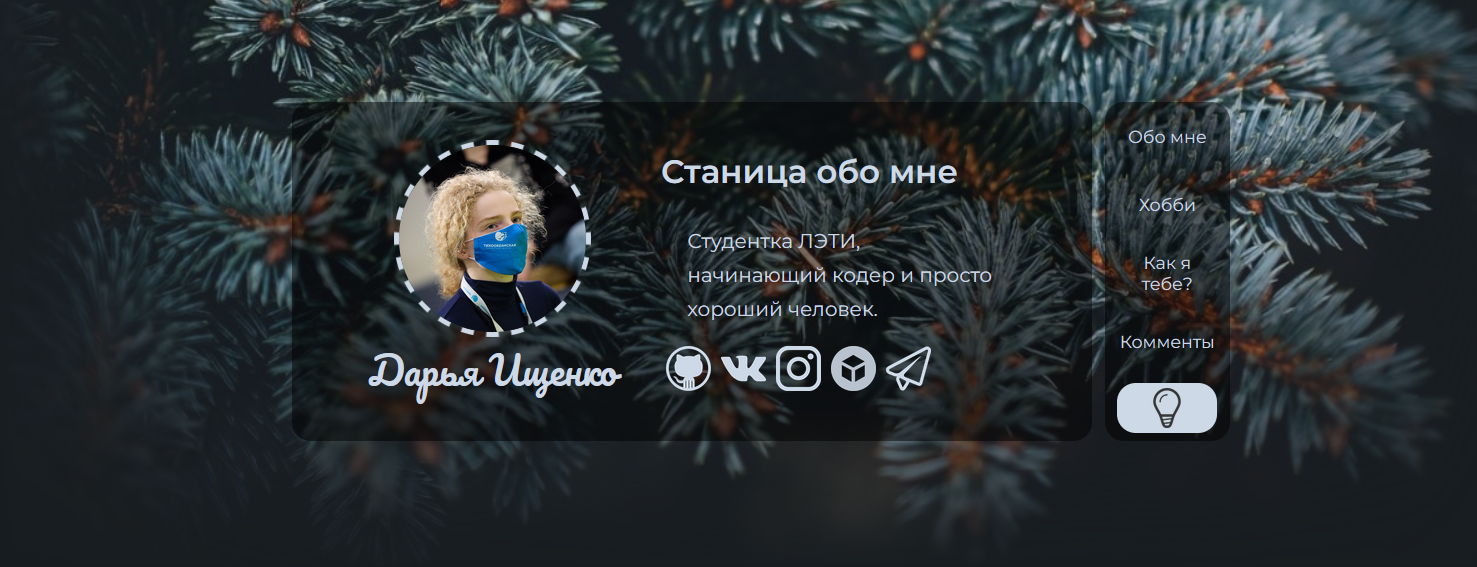 Станица обо мне
Студентка ЛЭТИ,
начинающий кодер и просто
хороший человек.
Дарья Ищенко
Обо мне
Хобби
Как я
тебе?
Комменты